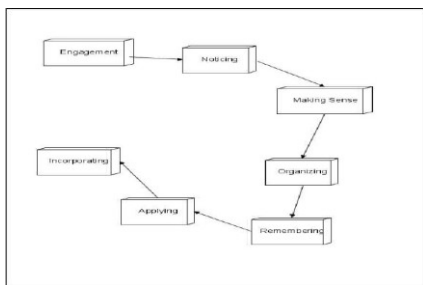 Engagement
Noticing
Making Sense
Organizing
Remembering
Applying
Incorporating